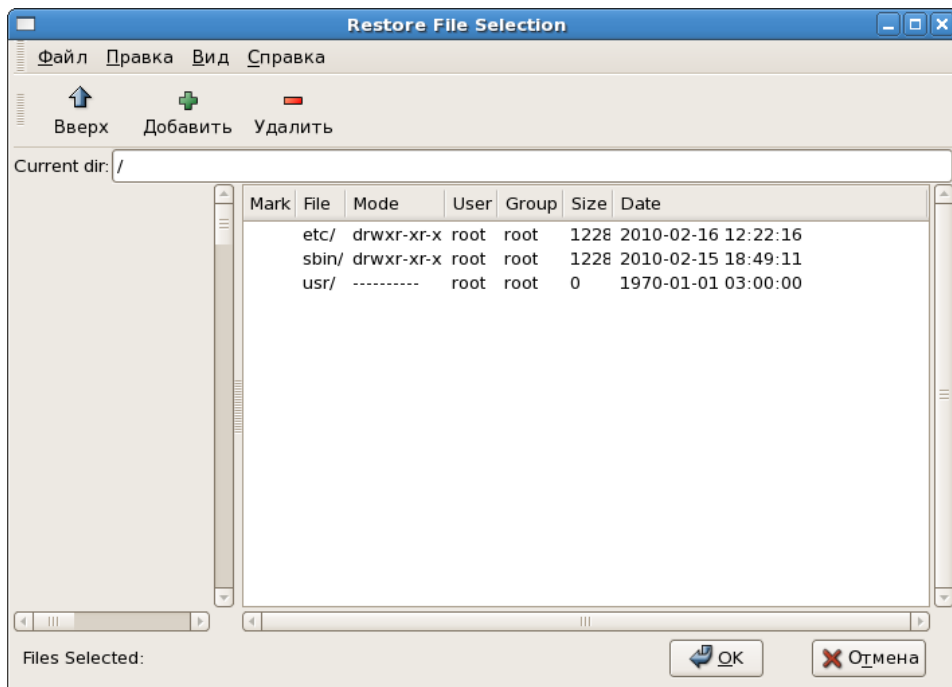 Restore File Selection
Файл Правка Вид Справка
Вверх Добавить Удалить
Current dir: /
Mark File Mode User Group Size Date
etc/ drwxr-xr-x root root 1228 2010-02-16 12:22:16
sbin/ drwxr-xr-x root root 1228 2010-02-15 18:49:11
usr/ ---------- root root 0 1970-01-01 03:00:00
Files Selected:
OK Отмена